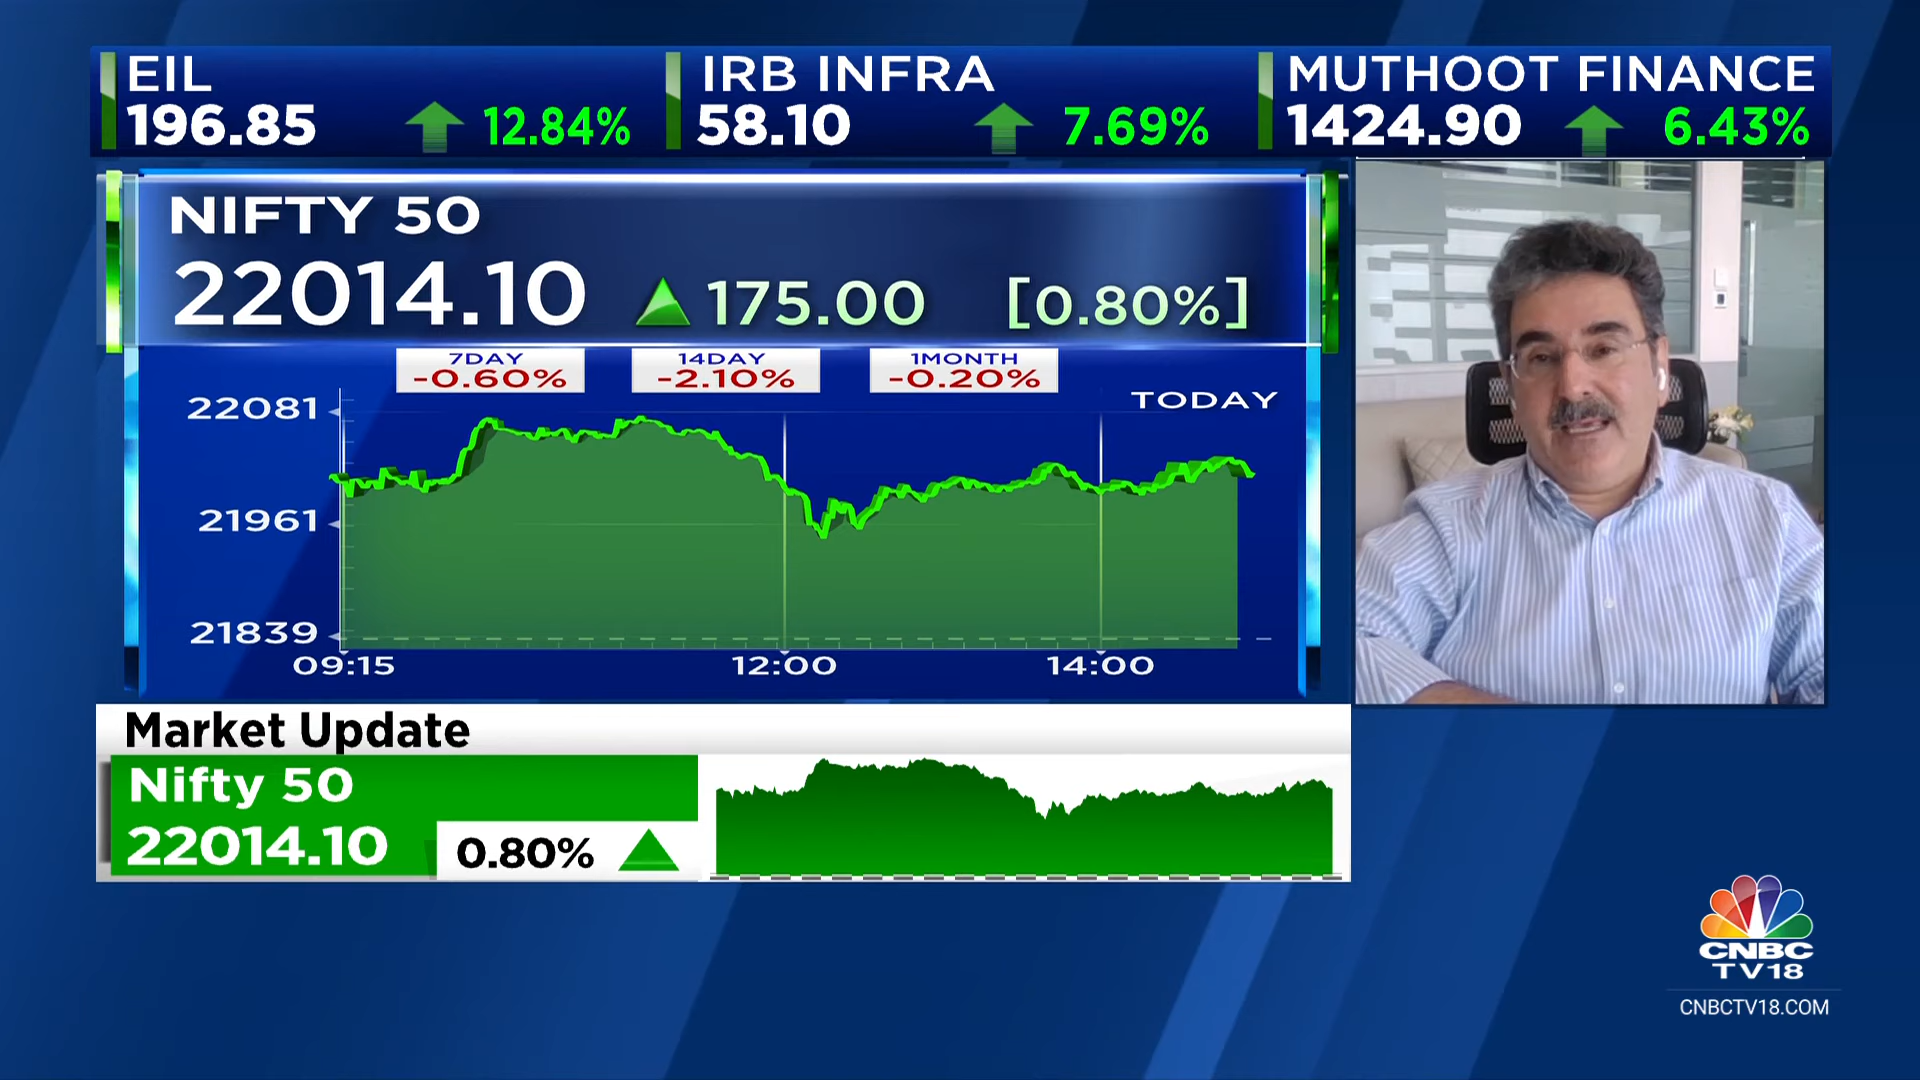 EIL
196.85 12.84%
IRB INFRA
58.10 7.69%
MUTHOOT FINANCE
1424.90 6.43%
NIFTY 50
22014.10 175.00 [0.80%]
7DAY
-0.60%
14DAY
-2.10%
1MONTH
-0.20%
TODAY
22081
21961
21839
09:15 12:00 14:00
Market Update
Nifty 50
22014.10 0.80%
CNBC
TV18
CNBCTV18.COM